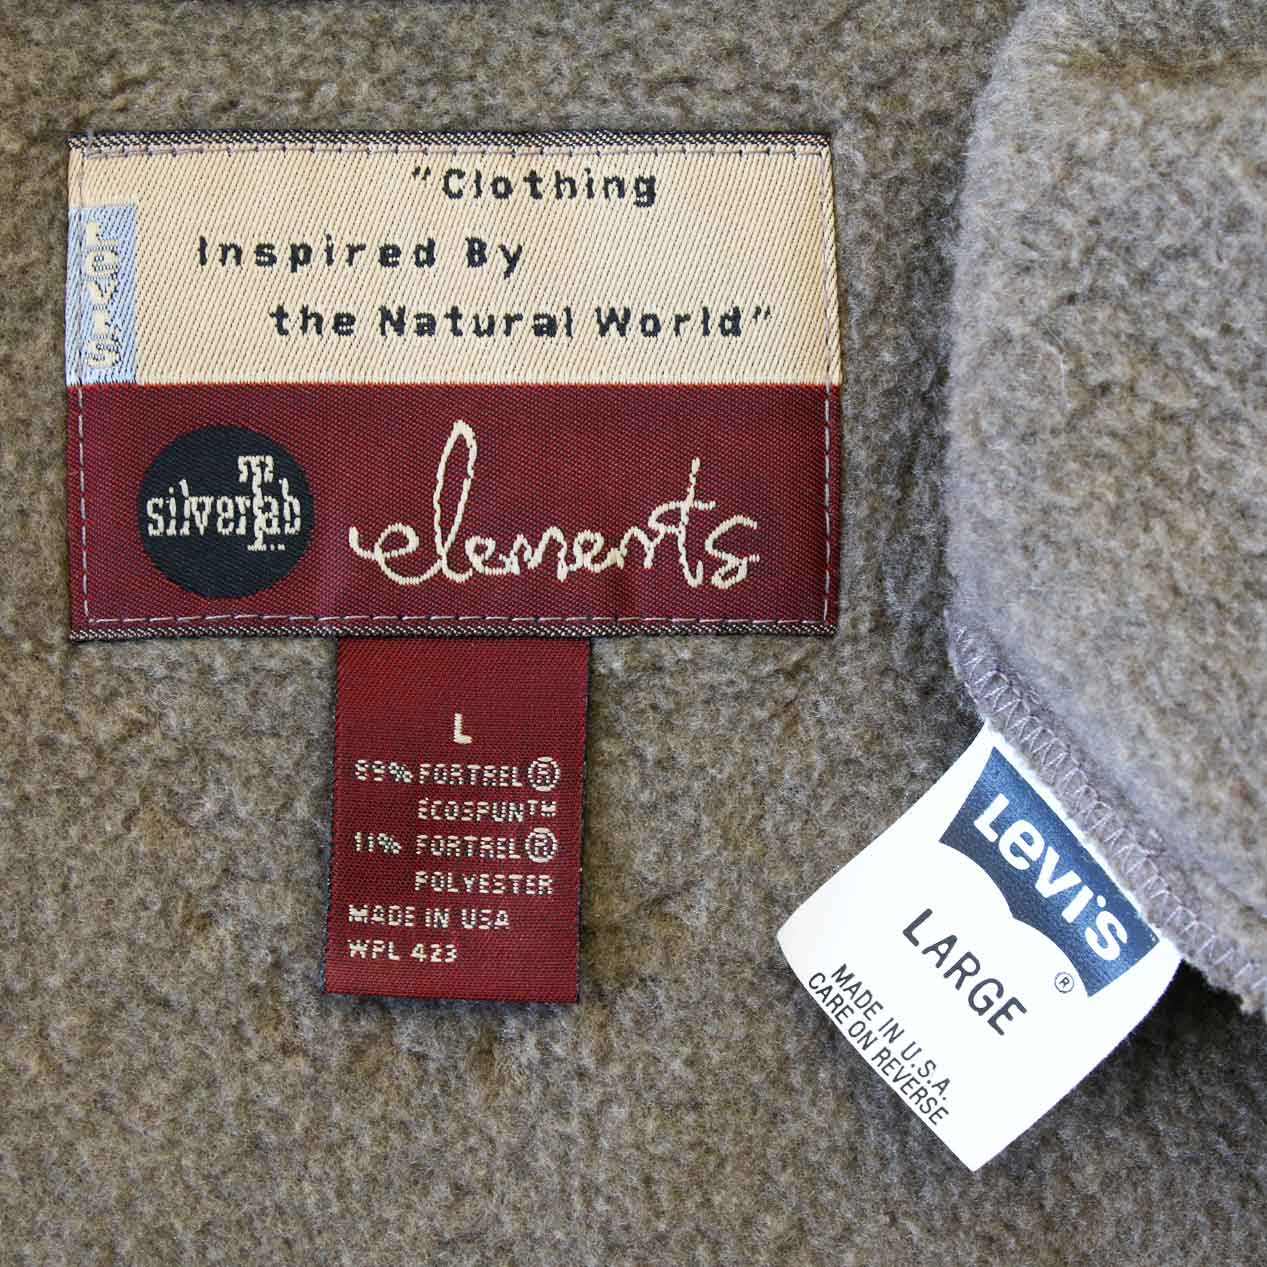 "Clothing
Inspired By
the Natural World"
Levi's
silverTab
elements
L
89% FORTREL®
ECOSPUN™
11% FORTREL®
POLYESTER
MADE IN USA
WPL 423
LEVI'S®
LARGE
MADE IN U.S.A.
CARE ON REVERSE